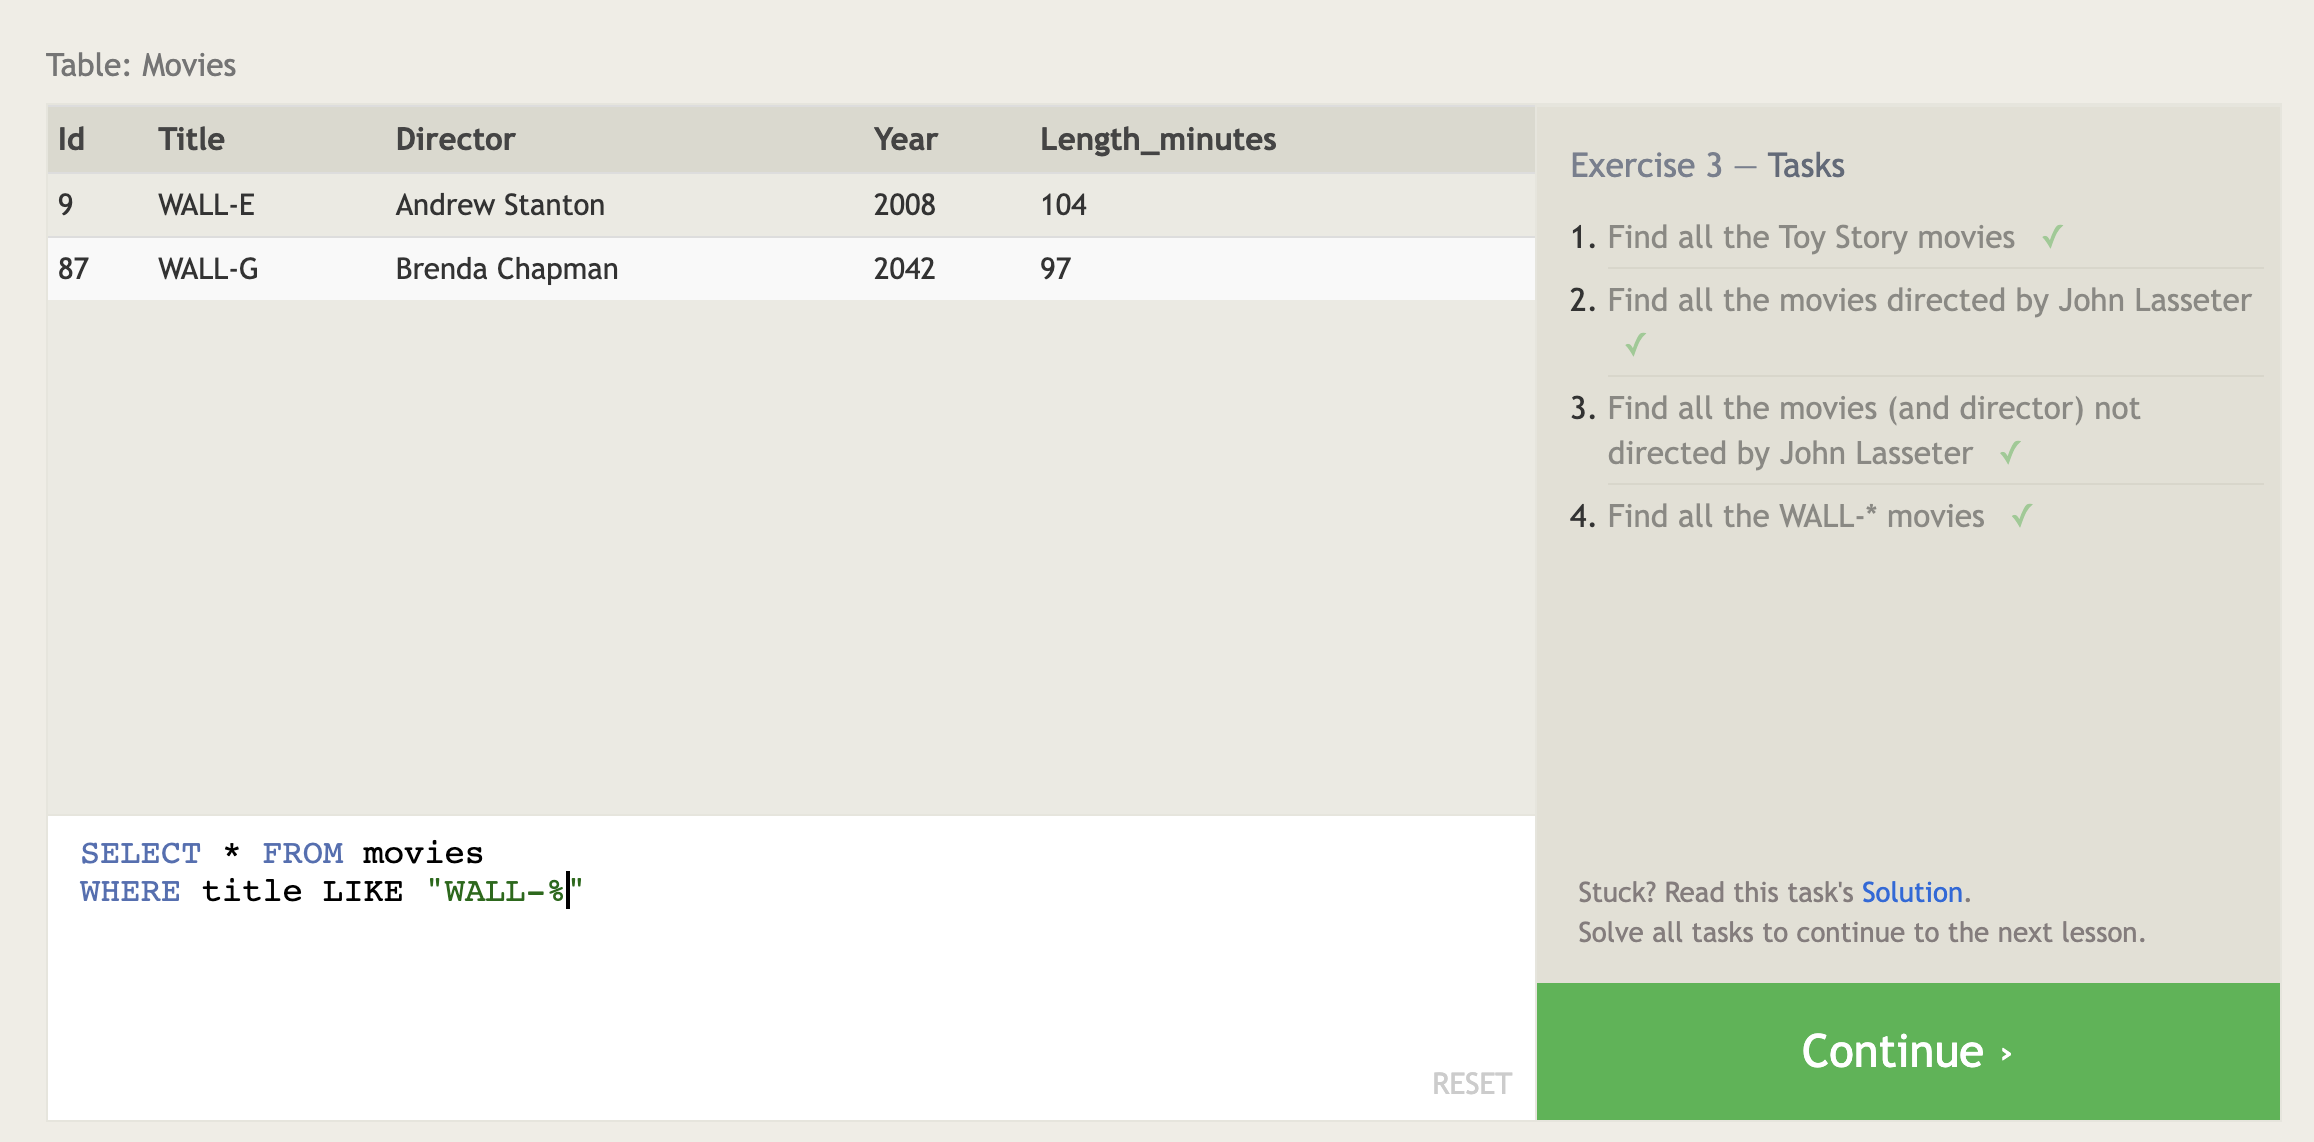 Table: Movies
Id Title Director Year Length_minutes
9 WALL-E Andrew Stanton 2008 104
87 WALL-G Brenda Chapman 2042 97
SELECT * FROM movies
WHERE title LIKE "WALL-%"
RESET
Exercise 3 — Tasks
1. Find all the Toy Story movies ✓
2. Find all the movies directed by John Lasseter
✓
3. Find all the movies (and director) not
directed by John Lasseter ✓
4. Find all the WALL-* movies ✓
Stuck? Read this task's Solution.
Solve all tasks to continue to the next lesson.
Continue ›